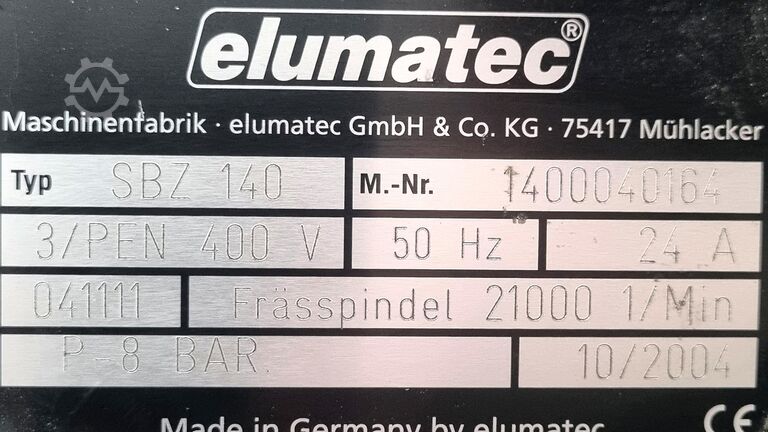 elumatec®
Maschinenfabrik · elumatec GmbH & Co. KG · 75417 Mühlacker
Typ SBZ 140 M.-Nr. 1400040164
3/PEN 400 V 50 Hz 24 A
041111 Frässpindel 21000 1/Min
P-8 BAR. 10/2004
Made in Germany by elumatec CE